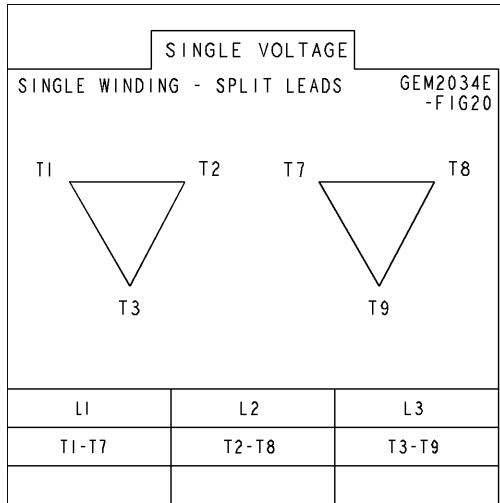 SINGLE VOLTAGE
SINGLE WINDING - SPLIT LEADS GEM2034E
-FIG20
T1 T2 T7 T8
T3 T9
L1 L2 L3
T1-T7 T2-T8 T3-T9